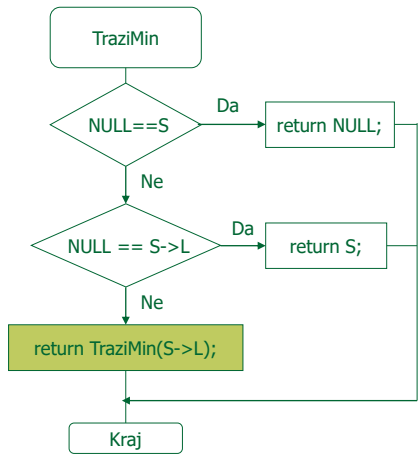 TraziMin
NULL==S
Da
return NULL;
Ne
NULL == S->L
Da
return S;
Ne
return TraziMin(S->L);
Kraj